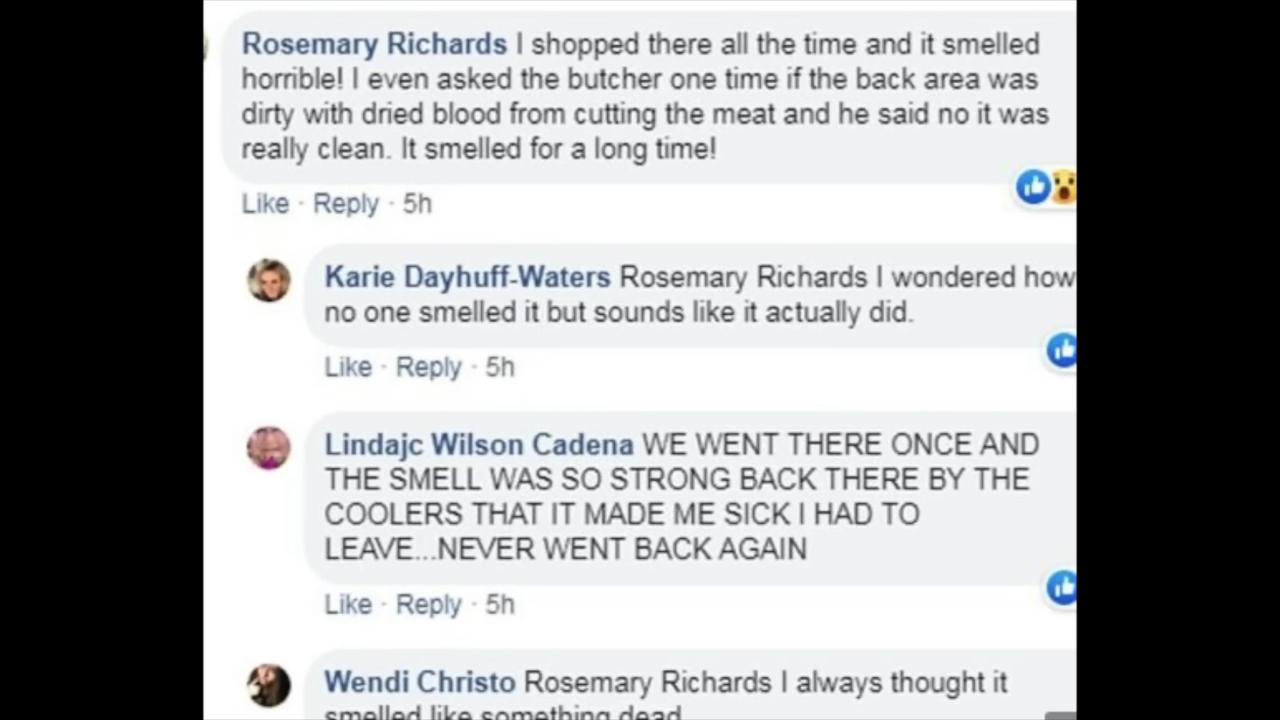 Rosemary Richards I shopped there all the time and it smelled
horrible! I even asked the butcher one time if the back area was
dirty with dried blood from cutting the meat and he said no it was
really clean. It smelled for a long time!
Like · Reply · 5h
Karie Dayhuff-Waters Rosemary Richards I wondered how
no one smelled it but sounds like it actually did.
Like · Reply · 5h
Lindajc Wilson Cadena WE WENT THERE ONCE AND
THE SMELL WAS SO STRONG BACK THERE BY THE
COOLERS THAT IT MADE ME SICK I HAD TO
LEAVE...NEVER WENT BACK AGAIN
Like · Reply · 5h
Wendi Christo Rosemary Richards I always thought it
smelled like something dead